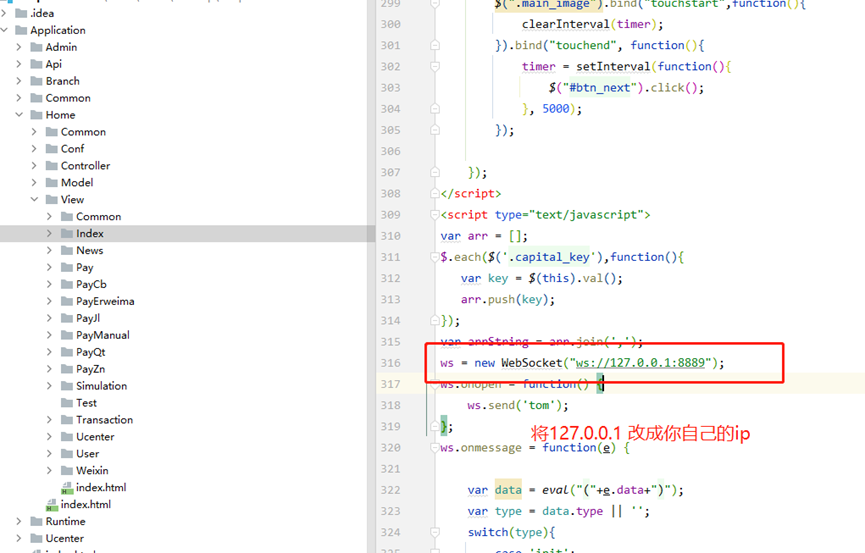 .idea
Application
Admin
Api
Branch
Common
Home
Common
Conf
Controller
Model
View
Common
Index
News
Pay
PayCb
PayErweima
PayJl
PayManual
PayQt
PayZn
Simulation
Test
Transaction
Ucenter
User
Weixin
index.html
index.html
Runtime
Ucenter
299 $(".main_image").bind("touchstart",function(){
300 clearInterval(timer);
301 }).bind("touchend", function(){
302 timer = setInterval(function(){
303 $("#btn_next").click();
304 }, 5000);
305 });
306
307 });
308 </script>
309 <script type="text/javascript">
310 var arr = [];
311 $.each($('.capital_key'),function(){
312 var key = $(this).val();
313 arr.push(key);
314 });
315 var arrString = arr.join(',');
316 ws = new WebSocket("ws://127.0.0.1:8889");
317 ws.onopen = function() {
318 ws.send('tom');
319 };
将127.0.0.1 改成你自己的ip
320 ws.onmessage = function(e) {
321
322 var data = eval("("+e.data+")");
323 var type = data.type || '';
324 switch(type){
case 'init':